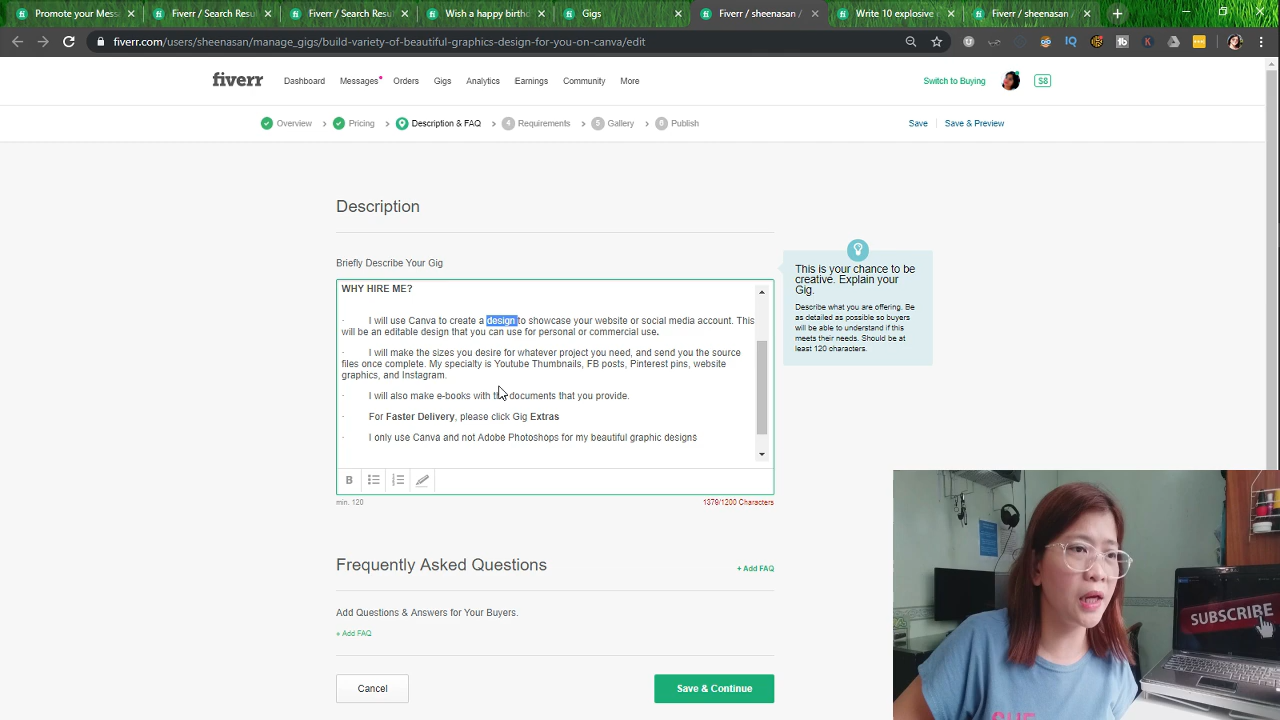 Promote your Mess
Fiverr / Search Resul
Fiverr / Search Resu
Wish a happy birthd
Gigs
Fiverr / sheenasan /
Write 10 explosive
Fiverr / sheenasan /
fiverr.com/users/sheenasan/manage_gigs/build-variety-of-beautiful-graphics-design-for-you-on-canva/edit
fiverr
Dashboard Messages Orders Gigs Analytics Earnings Community More
Switch to Buying
$8
Overview Pricing Description & FAQ 4 Requirements 5 Gallery 6 Publish
Save Save & Preview
Description
Briefly Describe Your Gig
WHY HIRE ME?
· I will use Canva to create a design to showcase your website or social media account. This
will be an editable design that you can use for personal or commercial use.
· I will make the sizes you desire for whatever project you need, and send you the source
files once complete. My specialty is Youtube Thumbnails, FB posts, Pinterest pins, website
graphics, and Instagram.
· I will also make e-books with the documents that you provide.
· For Faster Delivery, please click Gig Extras
· I only use Canva and not Adobe Photoshops for my beautiful graphic designs
B
min. 120
1379/1200 Characters
This is your chance to be
creative. Explain your
Gig.
Describe what you are offering. Be
as detailed as possible so buyers
will be able to understand if this
meets their needs. Should be at
least 120 characters.
Frequently Asked Questions
+ Add FAQ
Add Questions & Answers for Your Buyers.
+ Add FAQ
Cancel
Save & Continue
SUBSCRIBE